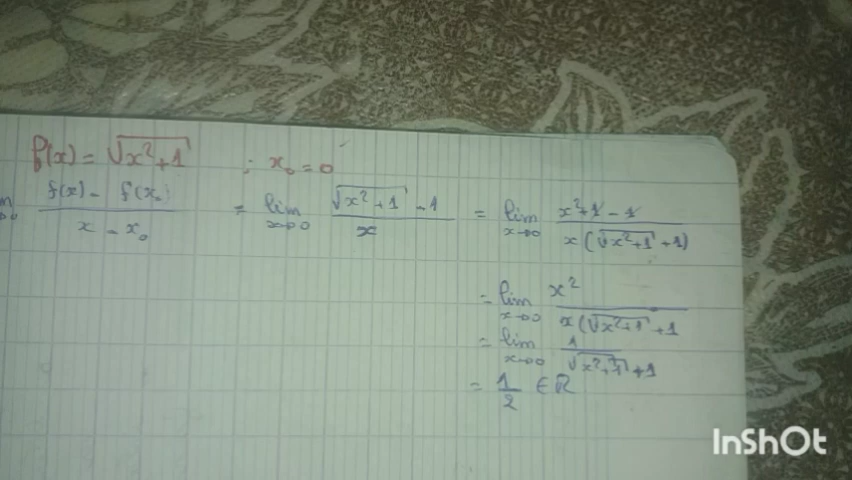 f(x) = √(x²+1) ; x₀ = 0
f(x) - f(x₀) / x - x₀ = lim x→0 (√(x²+1) - 1) / x = lim x→0 (x²+1-1) / x(√(x²+1) +1)
= lim x→0 x² / x(√(x²+1) +1
= lim x→0 1 / √(x²+1) +1
= 1/2 ∈ ℝ
InShOt